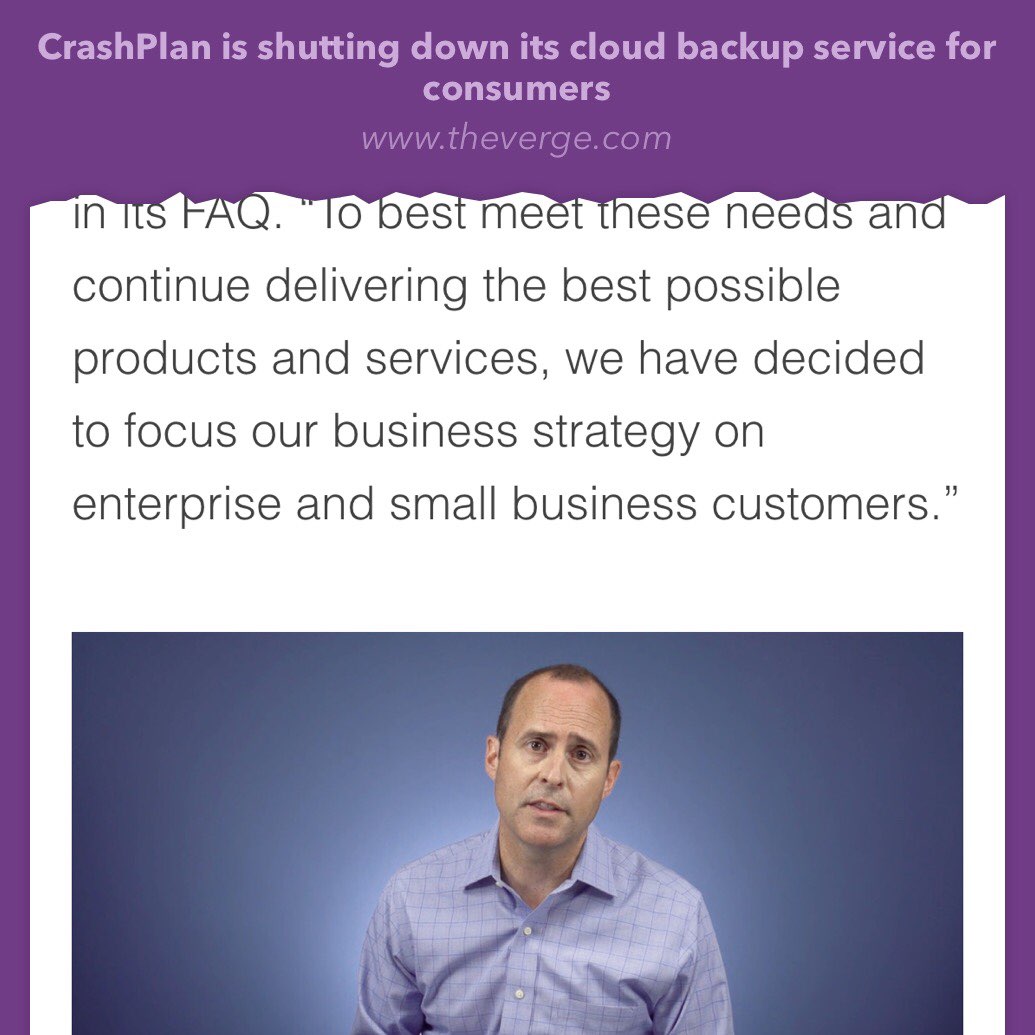 CrashPlan is shutting down its cloud backup service for
consumers
www.theverge.com
in its FAQ. “To best meet these needs and
continue delivering the best possible
products and services, we have decided
to focus our business strategy on
enterprise and small business customers.”